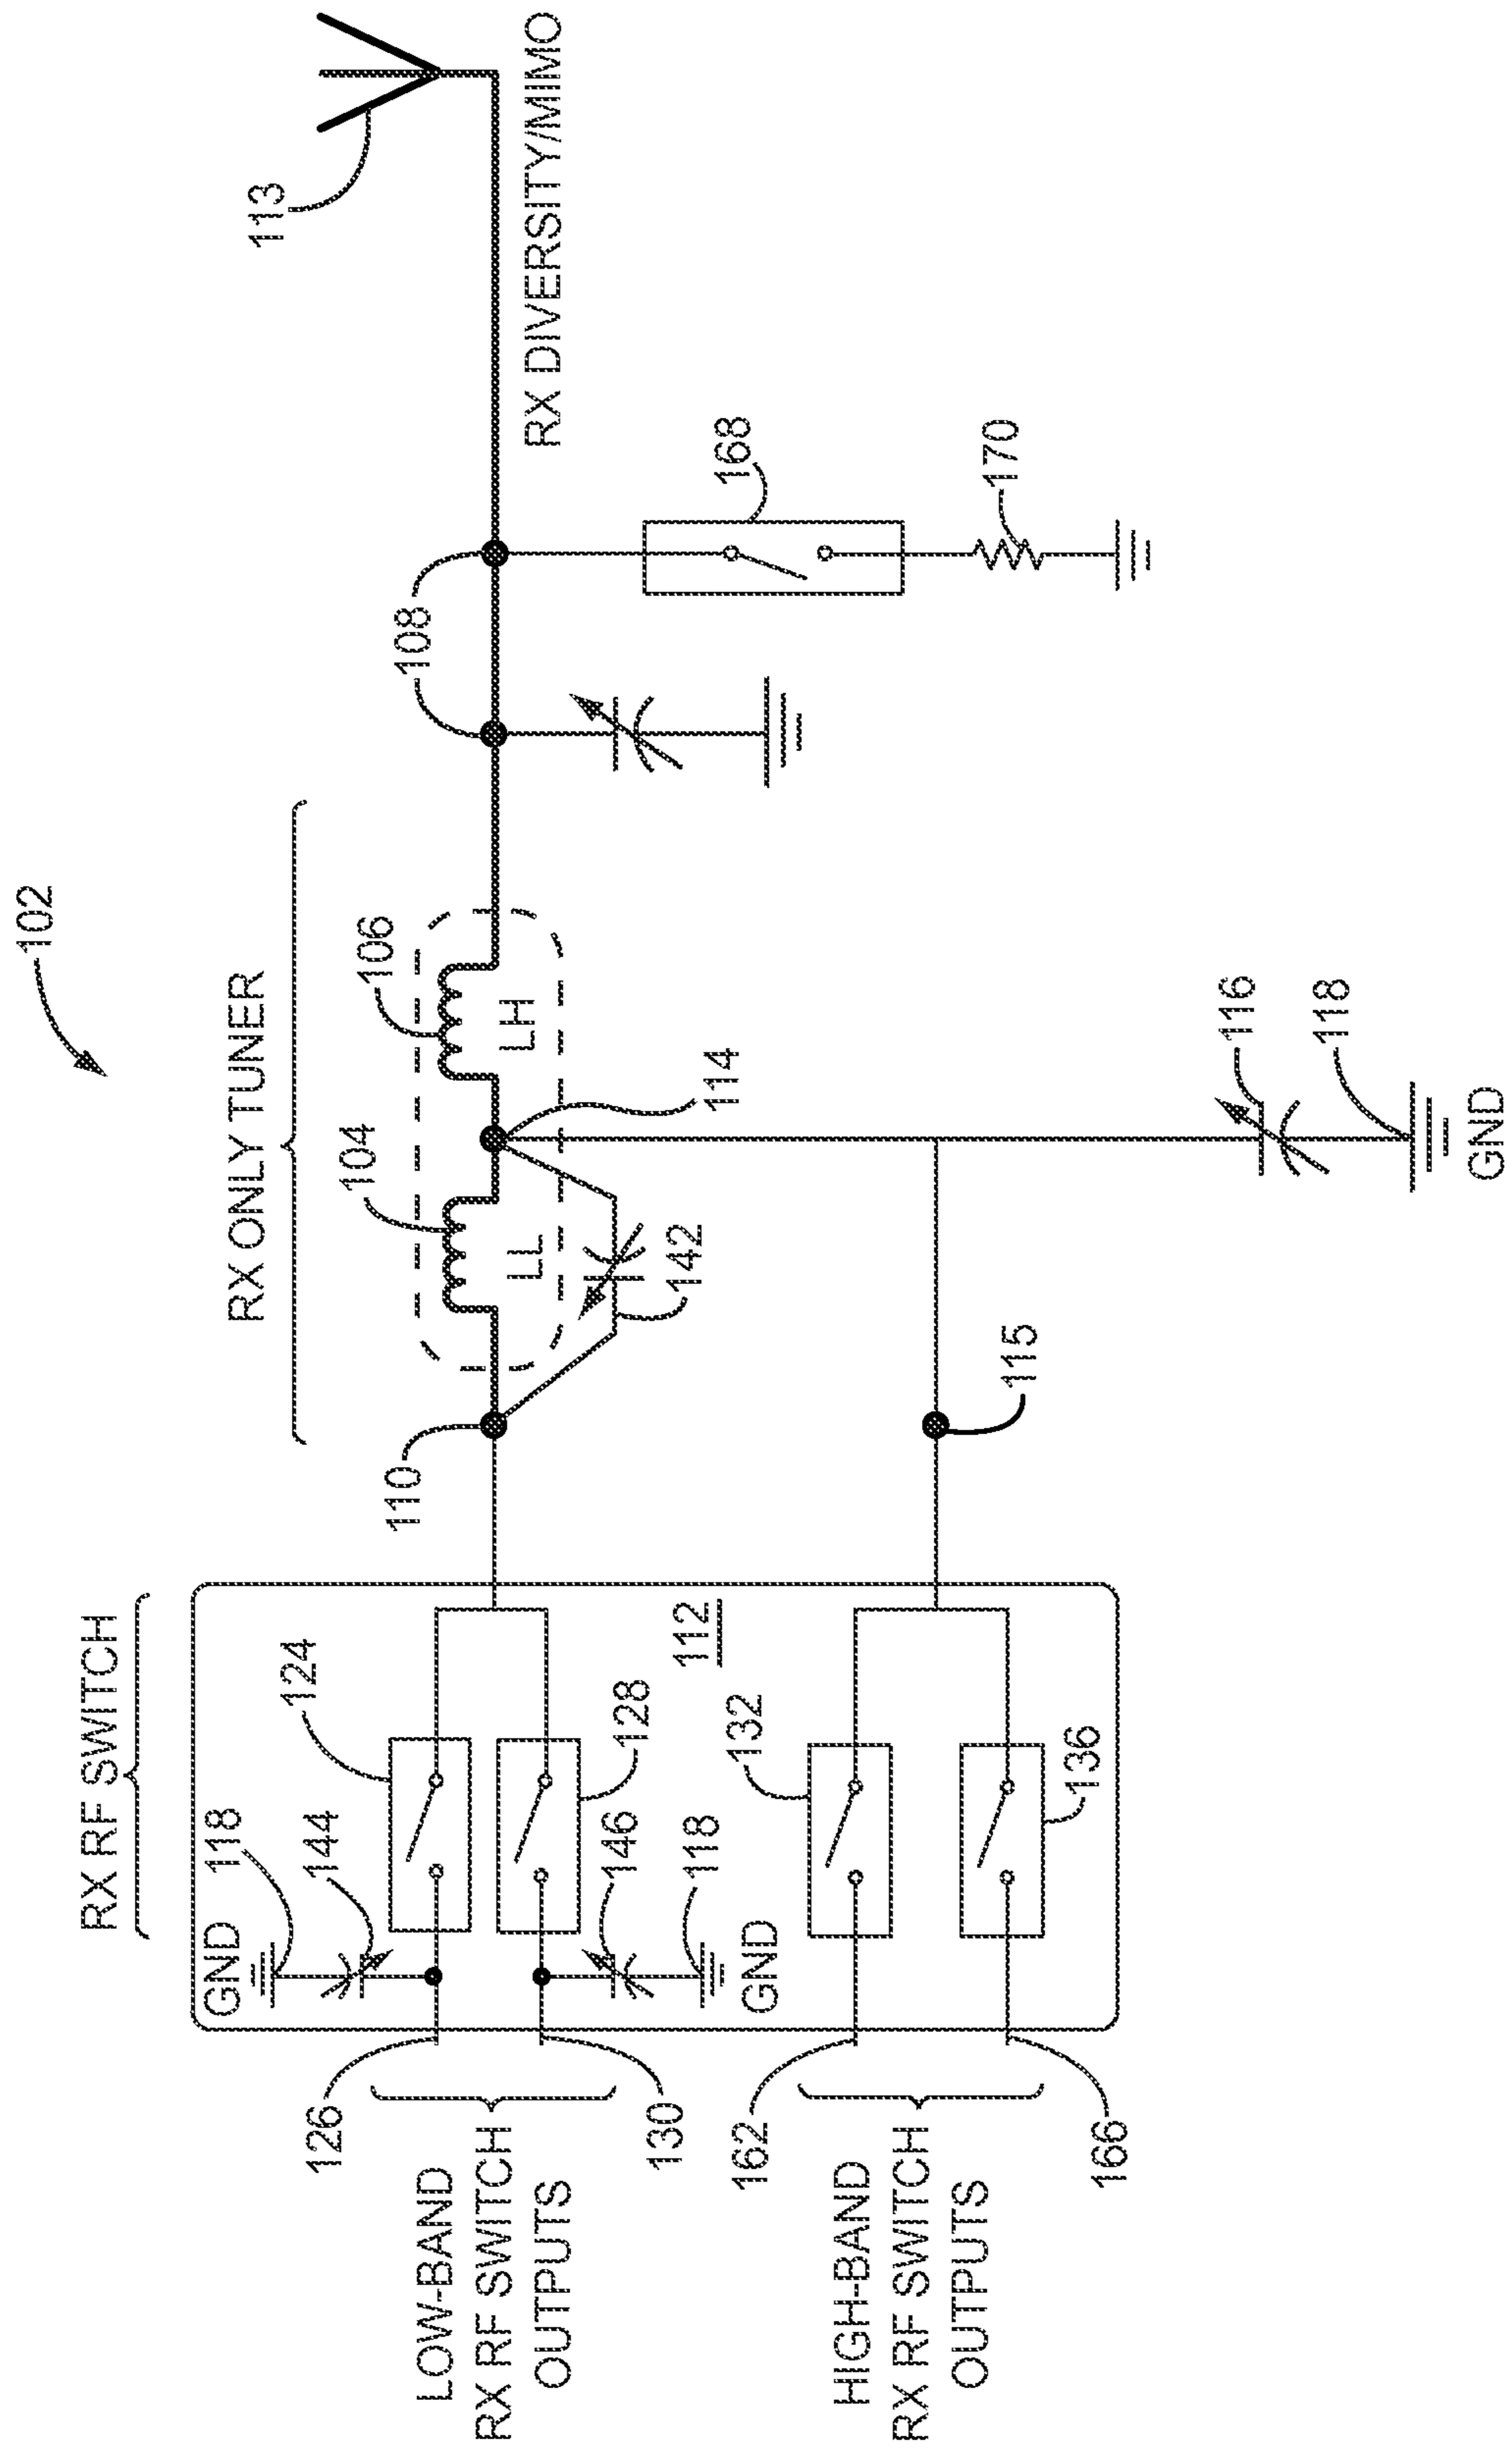 102
RX RF SWITCH
RX ONLY TUNER
113
GND
118
144
124
104
106
108
126
110
LL
LH
RX DIVERSITY/MIMO
LOW-BAND
RX RF SWITCH
OUTPUTS
130
146
128
142
114
168
118
GND
112
132
162
115
170
HIGH-BAND
RX RF SWITCH
OUTPUTS
166
136
116
118
GND